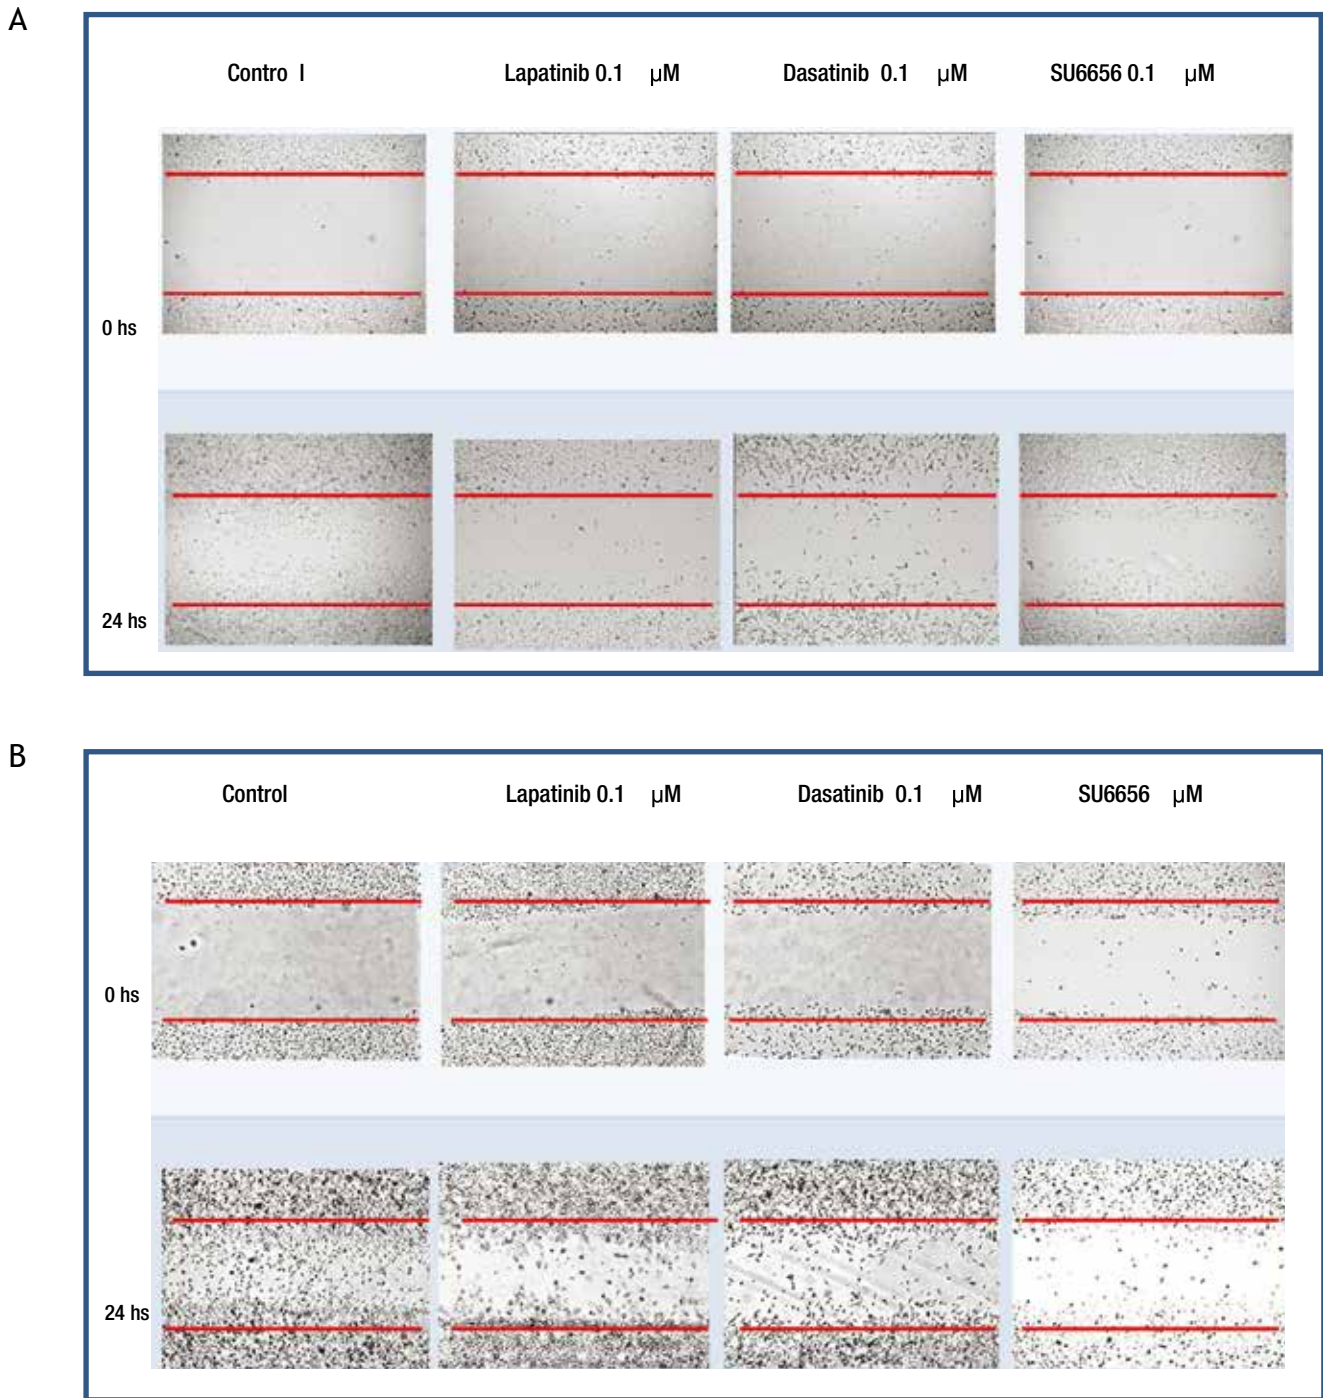 A
Contro l Lapatinib 0.1 μM Dasatinib 0.1 μM SU6656 0.1 μM
0 hs
24 hs
B
Control Lapatinib 0.1 μM Dasatinib 0.1 μM SU6656 μM
0 hs
24 hs